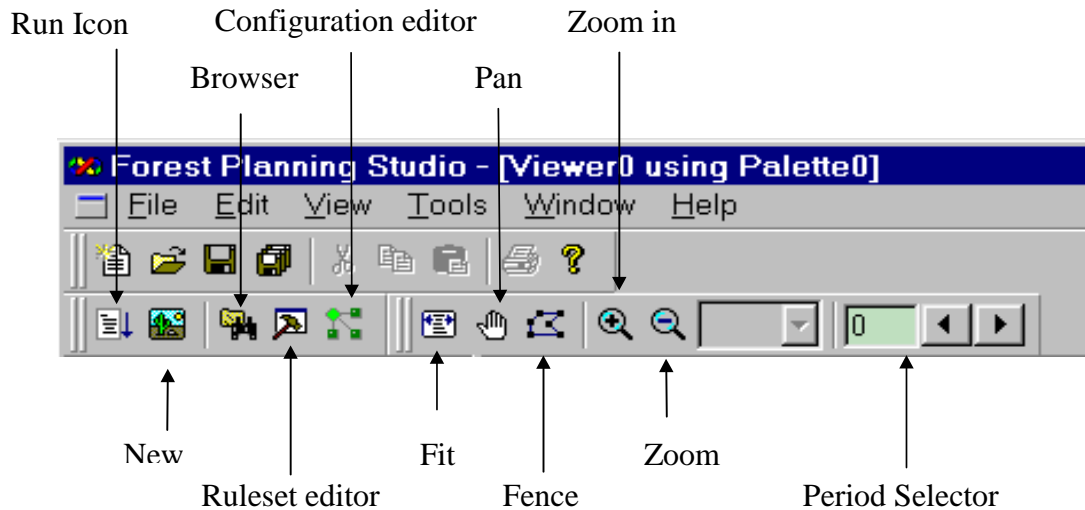 Run Icon
Configuration editor
Zoom in
Browser
Pan
Forest Planning Studio - [Viewer0 using Palette0]
File Edit View Tools Window Help
0
New
Fit
Zoom
Ruleset editor
Fence
Period Selector